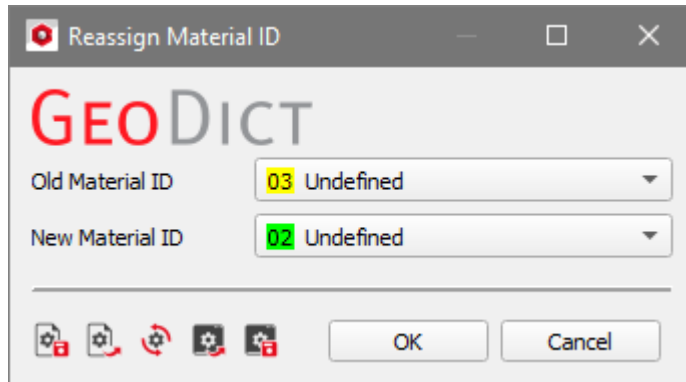 Reassign Material ID
GEODICT
Old Material ID 03 Undefined
New Material ID 02 Undefined
OK Cancel